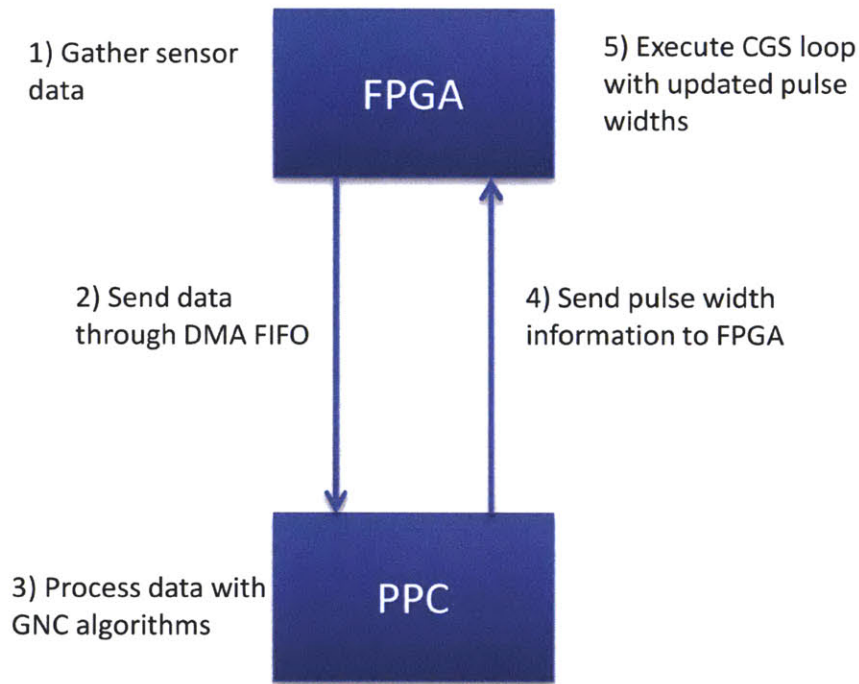 1) Gather sensor
data
FPGA
5) Execute CGS loop
with updated pulse
widths
2) Send data
through DMA FIFO
4) Send pulse width
information to FPGA
3) Process data with
GNC algorithms
PPC